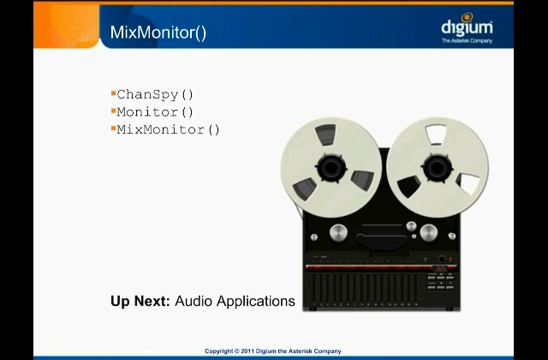 MixMonitor()
digium
The Asterisk Company
ChanSpy()
Monitor()
MixMonitor()
Up Next: Audio Applications
Copyright © 2011 Digium the Asterisk Company